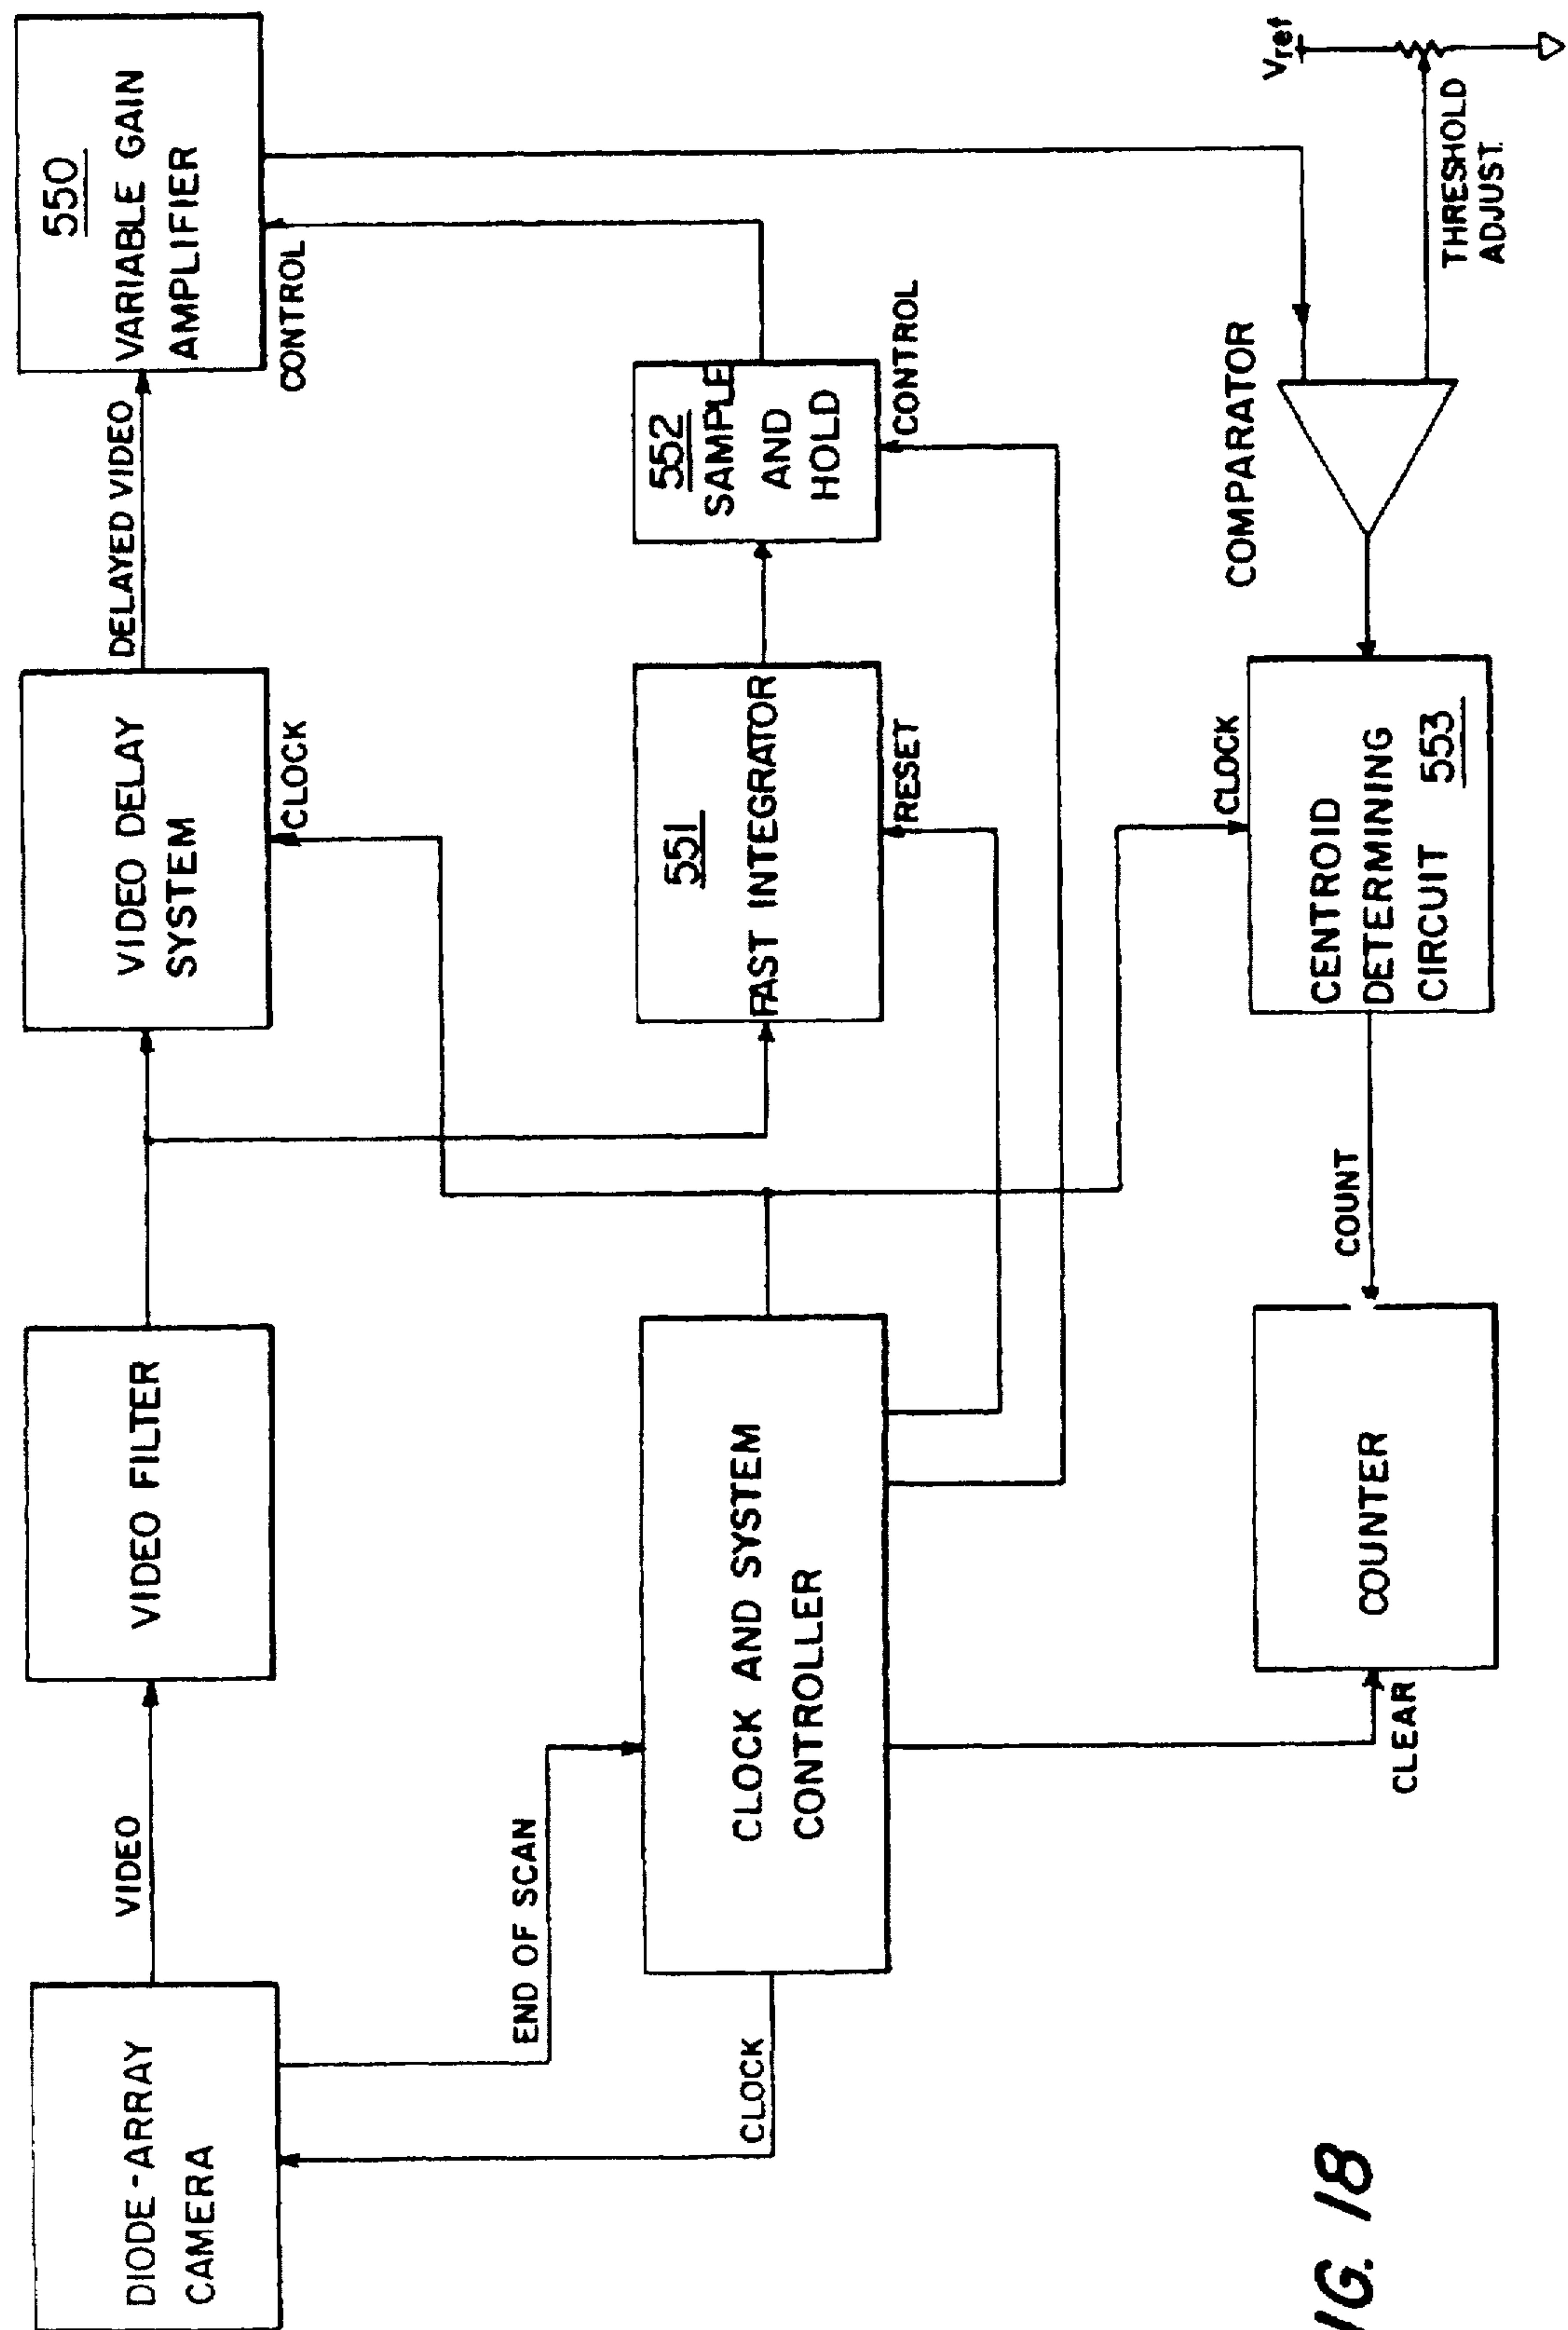 DIODE-ARRAY
CAMERA
VIDEO
VIDEO FILTER
VIDEO DELAY
SYSTEM
DELAYED VIDEO
550
VARIABLE GAIN
AMPLIFIER
CONTROL
CLOCK
END OF SCAN
CLOCK
CLOCK AND SYSTEM
CONTROLLER
551
FAST INTEGRATOR
RESET
552
SAMPLE
AND
HOLD
CONTROL
CLEAR
COUNTER
COUNT
CLOCK
CENTROID
DETERMINING
CIRCUIT 553
COMPARATOR
Vref
THRESHOLD
ADJUST.
IG. 18